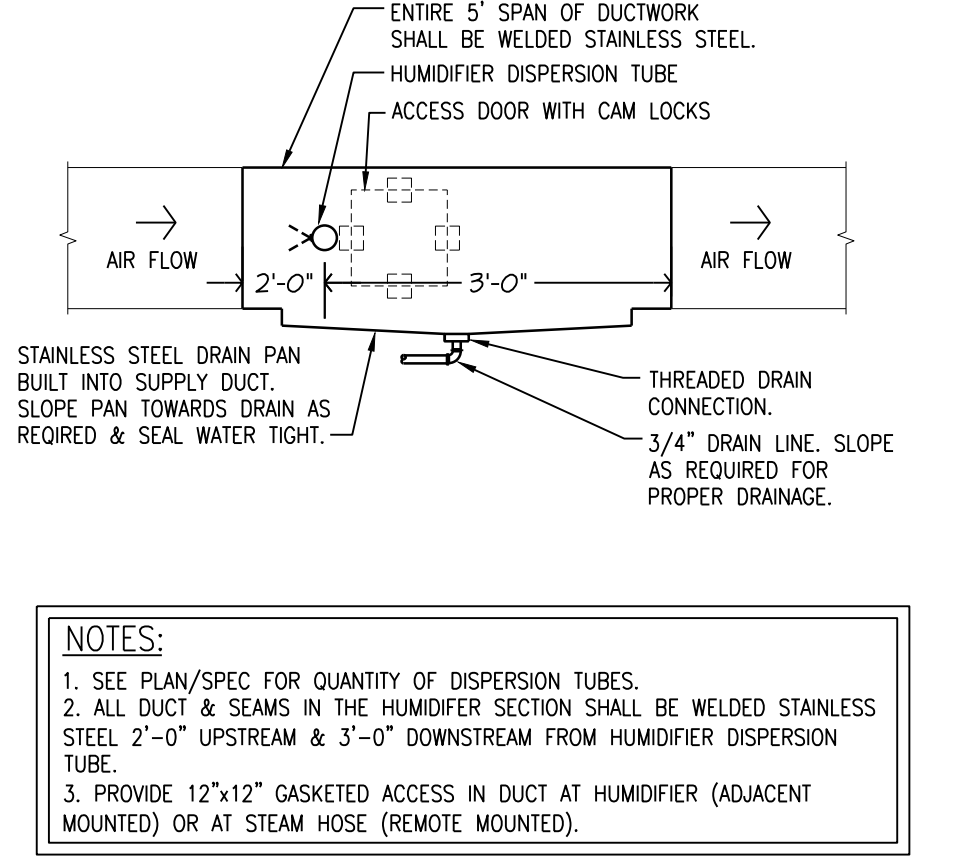 ENTIRE 5' SPAN OF DUCTWORK
SHALL BE WELDED STAINLESS STEEL.
HUMIDIFIER DISPERSION TUBE
ACCESS DOOR WITH CAM LOCKS
AIR FLOW
AIR FLOW
2'-0"
3'-0"
STAINLESS STEEL DRAIN PAN
BUILT INTO SUPPLY DUCT.
SLOPE PAN TOWARDS DRAIN AS
REQIRED & SEAL WATER TIGHT.
THREADED DRAIN
CONNECTION.
3/4" DRAIN LINE. SLOPE
AS REQUIRED FOR
PROPER DRAINAGE.
NOTES:
1. SEE PLAN/SPEC FOR QUANTITY OF DISPERSION TUBES.
2. ALL DUCT & SEAMS IN THE HUMIDIFER SECTION SHALL BE WELDED STAINLESS
STEEL 2'-0" UPSTREAM & 3'-0" DOWNSTREAM FROM HUMIDIFIER DISPERSION
TUBE.
3. PROVIDE 12"x12" GASKETED ACCESS IN DUCT AT HUMIDIFIER (ADJACENT
MOUNTED) OR AT STEAM HOSE (REMOTE MOUNTED).